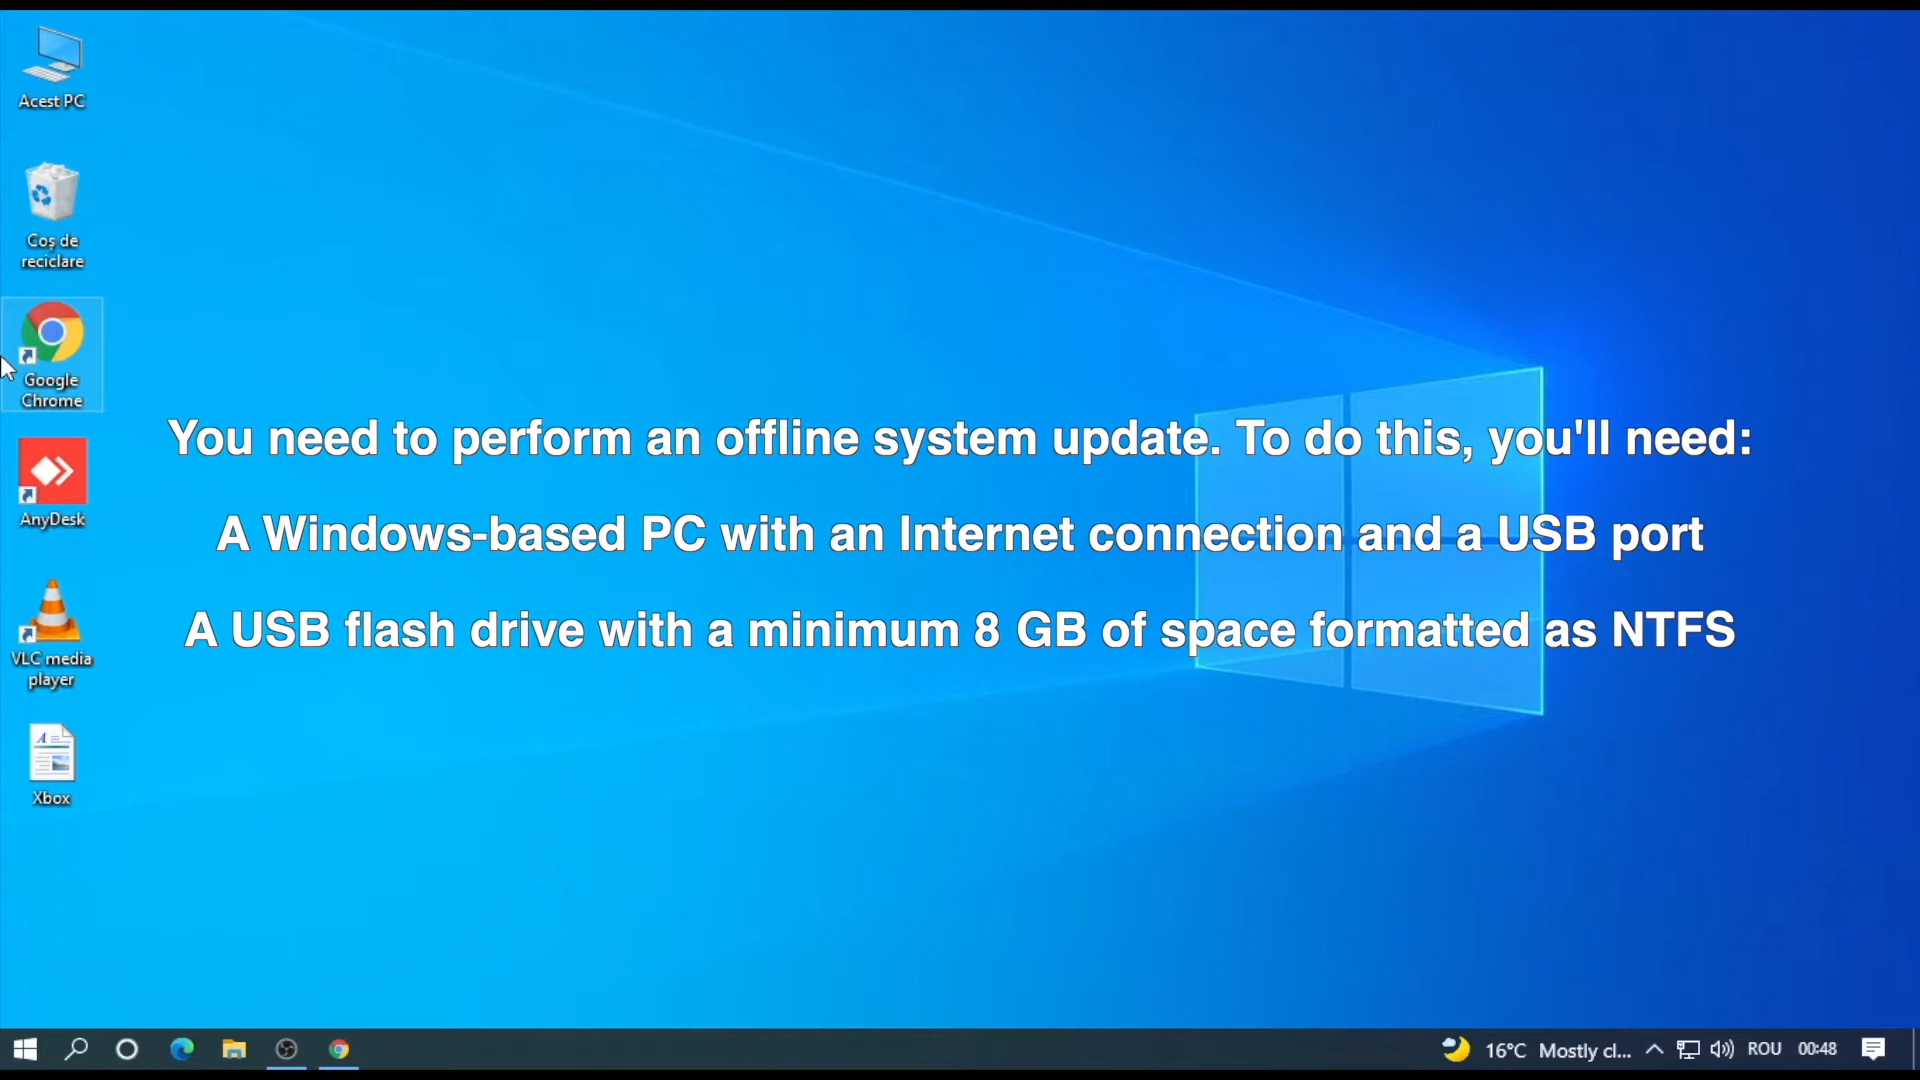 Acest PC
Coș de
reciclare
Google
Chrome
AnyDesk
VLC media
player
Xbox
You need to perform an offline system update. To do this, you'll need:
A Windows-based PC with an Internet connection and a USB port
A USB flash drive with a minimum 8 GB of space formatted as NTFS
16°C Mostly cl... ROU 00:48